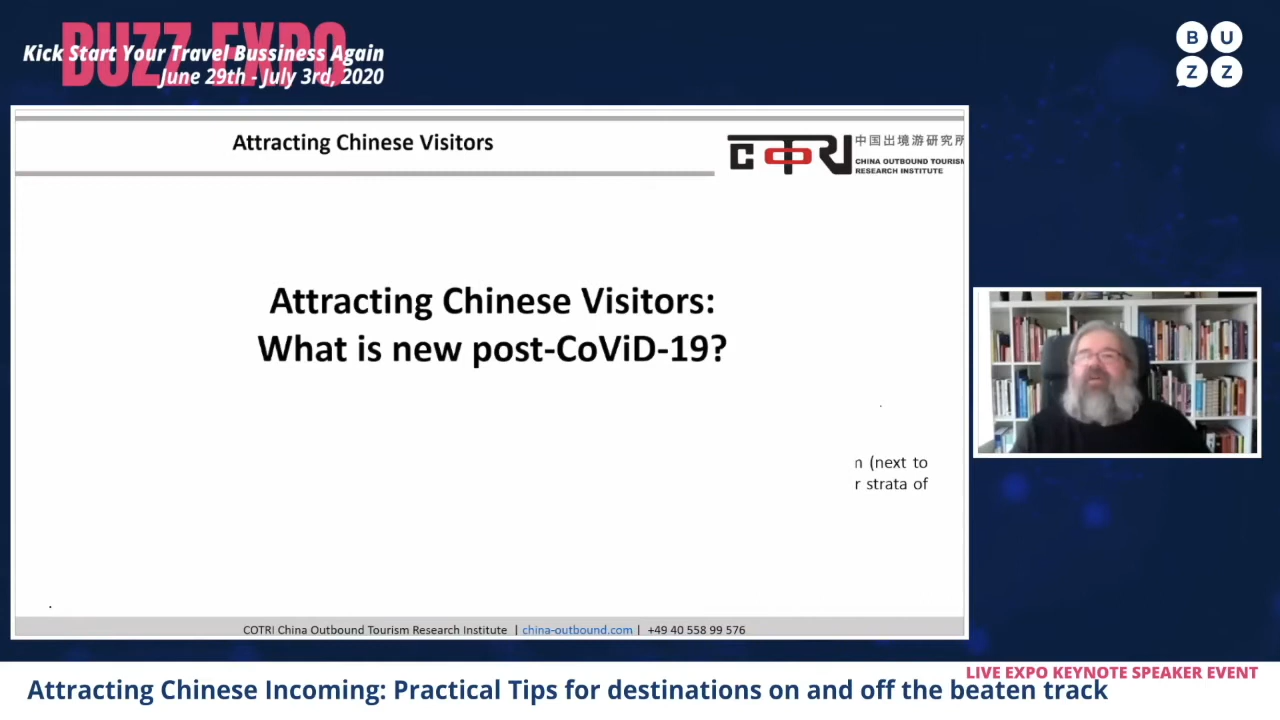 BUZZ EXPO
Kick Start Your Travel Bussiness Again
June 29th - July 3rd, 2020
B U
Z Z
Attracting Chinese Visitors
COTRI
中国出境游研究所
CHINA OUTBOUND TOURISM
RESEARCH INSTITUTE
Attracting Chinese Visitors:
What is new post-CoViD-19?
n (next to
r strata of
COTRI China Outbound Tourism Research Institute | china-outbound.com | +49 40 558 99 576
LIVE EXPO KEYNOTE SPEAKER EVENT
Attracting Chinese Incoming: Practical Tips for destinations on and off the beaten track